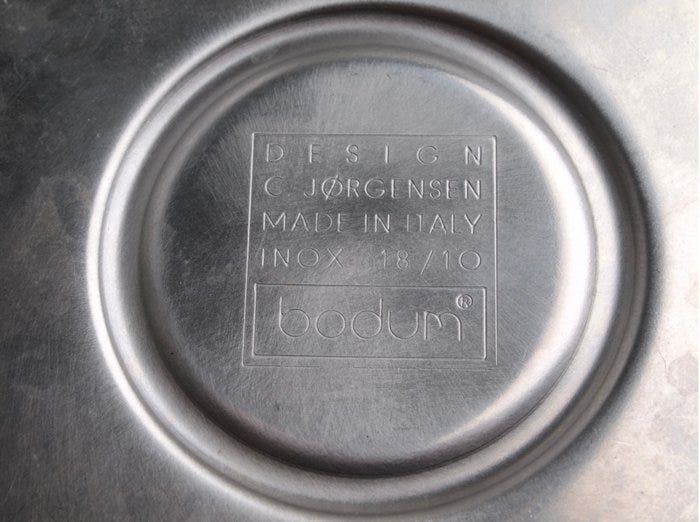 DESIGN
C. JØRGENSEN
MADE IN ITALY
INOX 18/10
bodum®